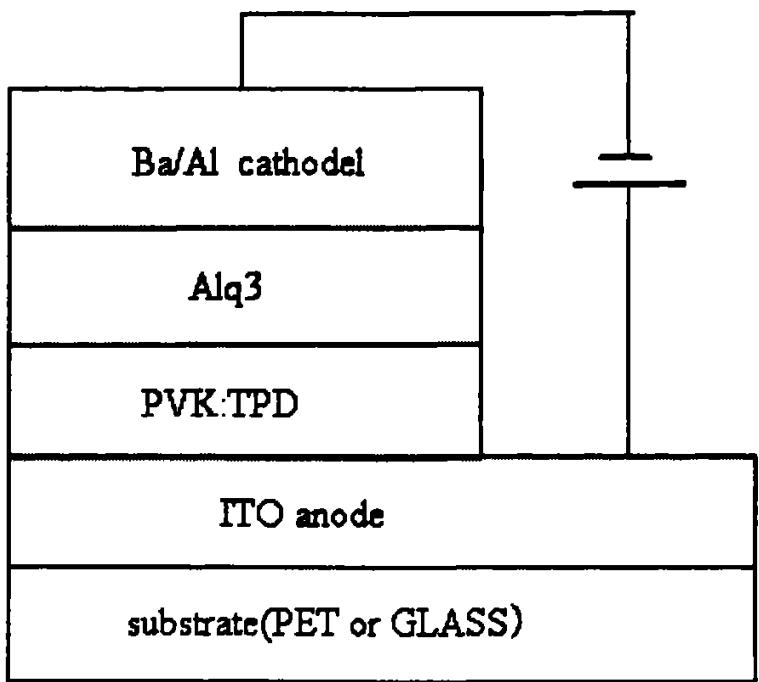 Ba/Al cathodel
Alq3
PVK:TPD
ITO anode
substrate(PET or GLASS)